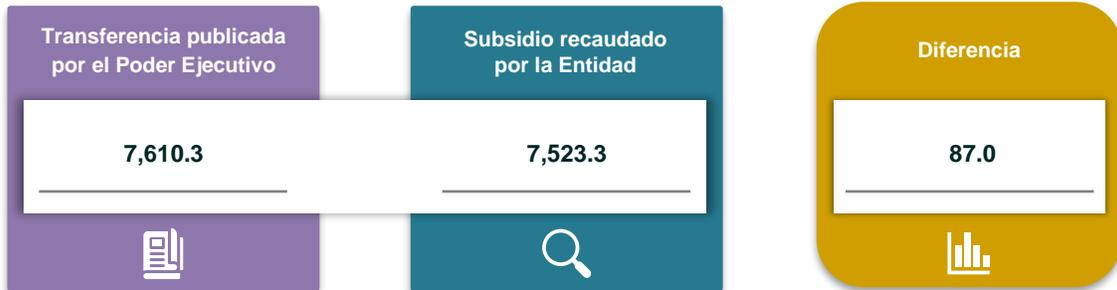 Transferencia publicada
por el Poder Ejecutivo
7,610.3
Subsidio recaudado
por la Entidad
7,523.3
Diferencia
87.0